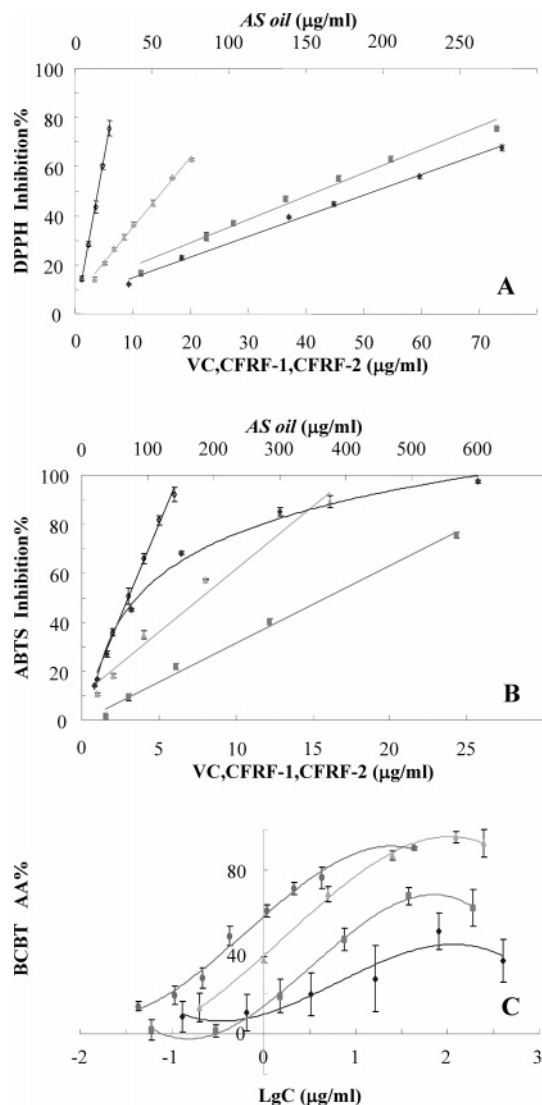 AS oil (μg/ml)
0 50 100 150 200 250
100
80
60
40
20
0
DPPH Inhibition%
A
0 10 20 30 40 50 60 70
VC,CFRF-1,CFRF-2 (μg/ml)
AS oil (μg/ml)
0 100 200 300 400 500 600
100
80
60
40
20
0
ABTS Inhibition%
B
0 5 10 15 20 25
VC,CFRF-1,CFRF-2 (μg/ml)
80
40
0
BCBT AA%
C
-2 -1 0 1 2 3
LgC (μg/ml)